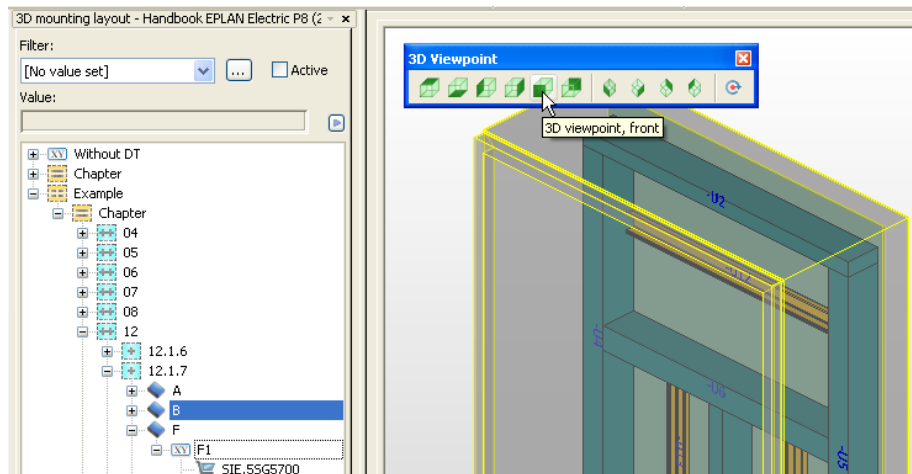 3D mounting layout - Handbook EPLAN Electric P8 (2
Filter:
[No value set]
...
Active
Value:
Without DT
Chapter
Example
Chapter
04
05
06
07
08
12
12.1.6
12.1.7
A
B
F
F1
SIE.5SG5700
3D Viewpoint
3D viewpoint, front
-U2
-U4
-U6
-U5